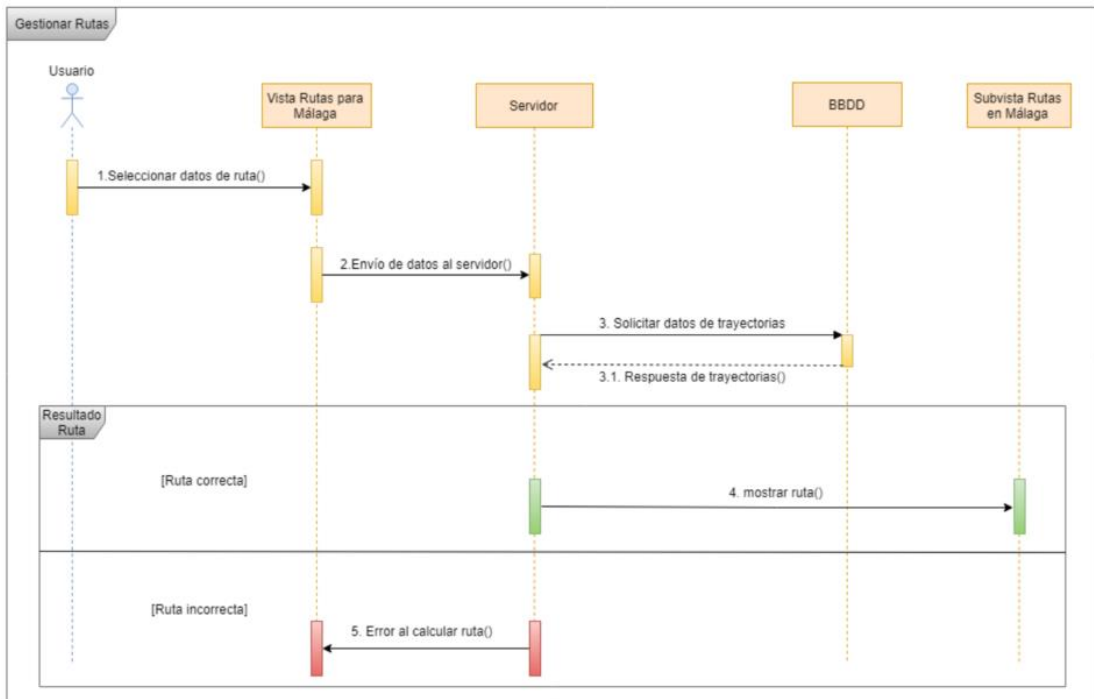 Gestionar Rutas
Usuario
Vista Rutas para
Málaga
Servidor
BBDD
Subvista Rutas
en Málaga
1.Seleccionar datos de ruta()
2.Envío de datos al servidor()
3. Solicitar datos de trayectorias
3.1. Respuesta de trayectorias()
Resultado
Ruta
[Ruta correcta]
4. mostrar ruta()
[Ruta incorrecta]
5. Error al calcular ruta()